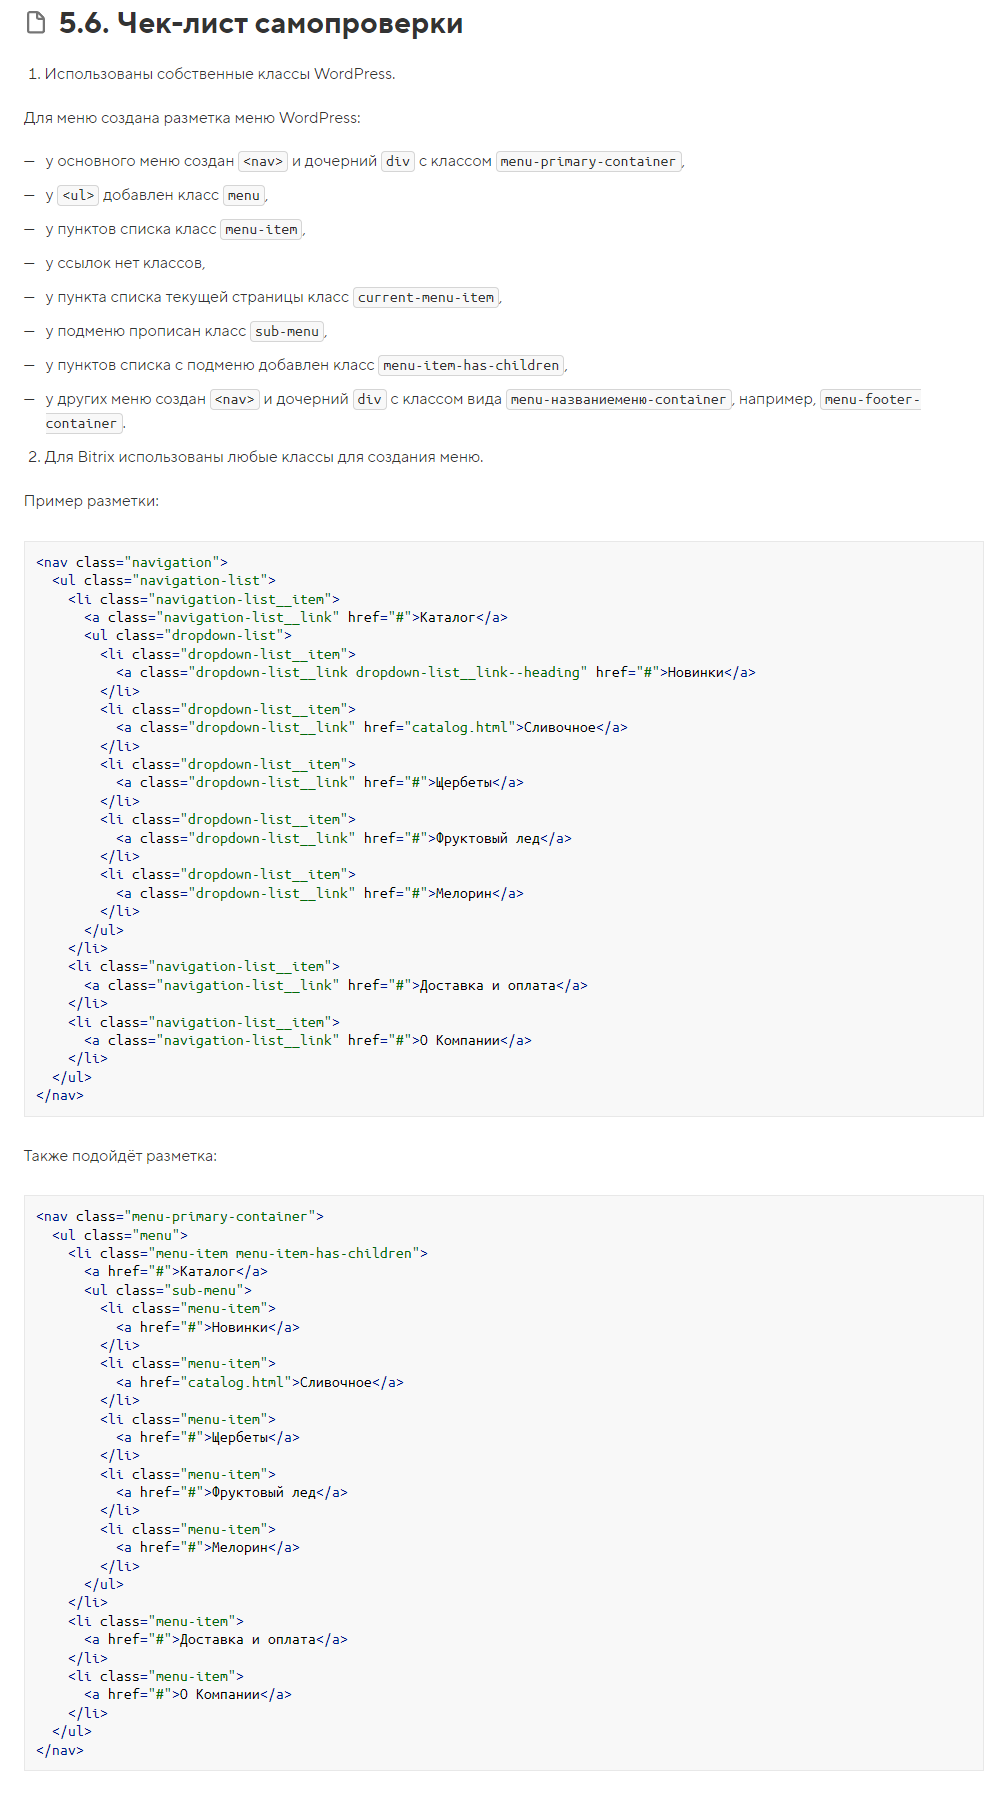 5.6. Чек-лист самопроверки
1. Использованы собственные классы WordPress.
Для меню создана разметка меню WordPress:
— у основного меню создан <nav> и дочерний div с классом menu-primary-container,
— у <ul> добавлен класс menu,
— у пунктов списка класс menu-item,
— у ссылок нет классов,
— у пункта списка текущей страницы класс current-menu-item,
— у подменю прописан класс sub-menu,
— у пунктов списка с подменю добавлен класс menu-item-has-children,
— у других меню создан <nav> и дочерний div с классом вида menu-названиеменю-container, например, menu-footer-
container.
2. Для Bitrix использованы любые классы для создания меню.
Пример разметки:
<nav class="navigation">
  <ul class="navigation-list">
    <li class="navigation-list__item">
      <a class="navigation-list__link" href="#">Каталог</a>
      <ul class="dropdown-list">
        <li class="dropdown-list__item">
          <a class="dropdown-list__link dropdown-list__link--heading" href="#">Новинки</a>
        </li>
        <li class="dropdown-list__item">
          <a class="dropdown-list__link" href="catalog.html">Сливочное</a>
        </li>
        <li class="dropdown-list__item">
          <a class="dropdown-list__link" href="#">Щербеты</a>
        </li>
        <li class="dropdown-list__item">
          <a class="dropdown-list__link" href="#">Фруктовый лед</a>
        </li>
        <li class="dropdown-list__item">
          <a class="dropdown-list__link" href="#">Мелорин</a>
        </li>
      </ul>
    </li>
    <li class="navigation-list__item">
      <a class="navigation-list__link" href="#">Доставка и оплата</a>
    </li>
    <li class="navigation-list__item">
      <a class="navigation-list__link" href="#">О Компании</a>
    </li>
  </ul>
</nav>
Также подойдёт разметка:
<nav class="menu-primary-container">
  <ul class="menu">
    <li class="menu-item menu-item-has-children">
      <a href="#">Каталог</a>
      <ul class="sub-menu">
        <li class="menu-item">
          <a href="#">Новинки</a>
        </li>
        <li class="menu-item">
          <a href="catalog.html">Сливочное</a>
        </li>
        <li class="menu-item">
          <a href="#">Щербеты</a>
        </li>
        <li class="menu-item">
          <a href="#">Фруктовый лед</a>
        </li>
        <li class="menu-item">
          <a href="#">Мелорин</a>
        </li>
      </ul>
    </li>
    <li class="menu-item">
      <a href="#">Доставка и оплата</a>
    </li>
    <li class="menu-item">
      <a href="#">О Компании</a>
    </li>
  </ul>
</nav>